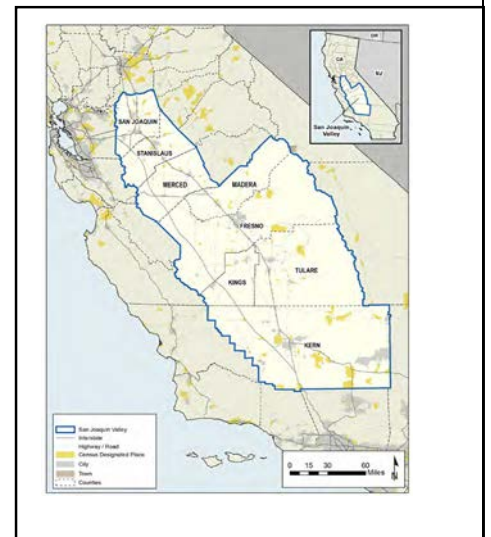 OR
CA
NV
San Joaquin
Valley
SAN JOAQUIN
STANISLAUS
MERCED
MADERA
FRESNO
TULARE
KINGS
KERN
San Joaquin Valley
Interstate
Highway / Road
Census Designated Place
City
Town
Counties
0 15 30 60
Miles
N